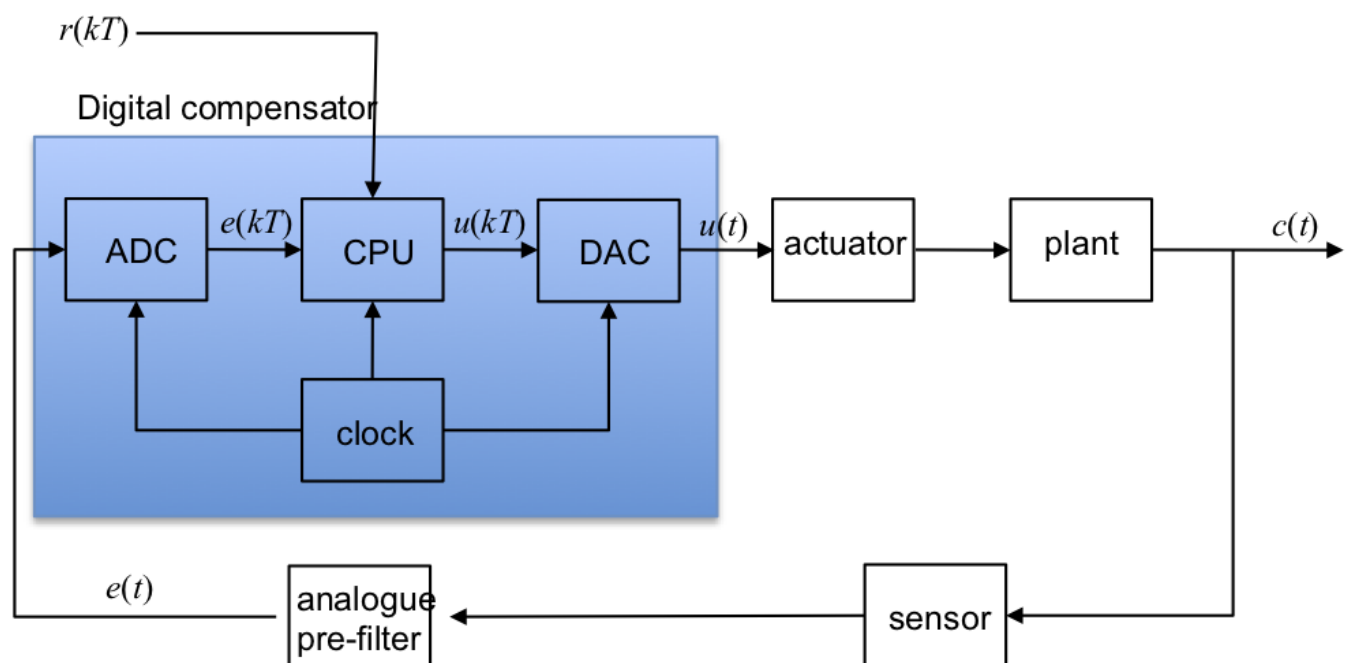 r(kT)
Digital compensator
ADC
e(kT)
CPU
u(kT)
DAC
u(t)
actuator
plant
c(t)
clock
e(t)
analogue
pre-filter
sensor